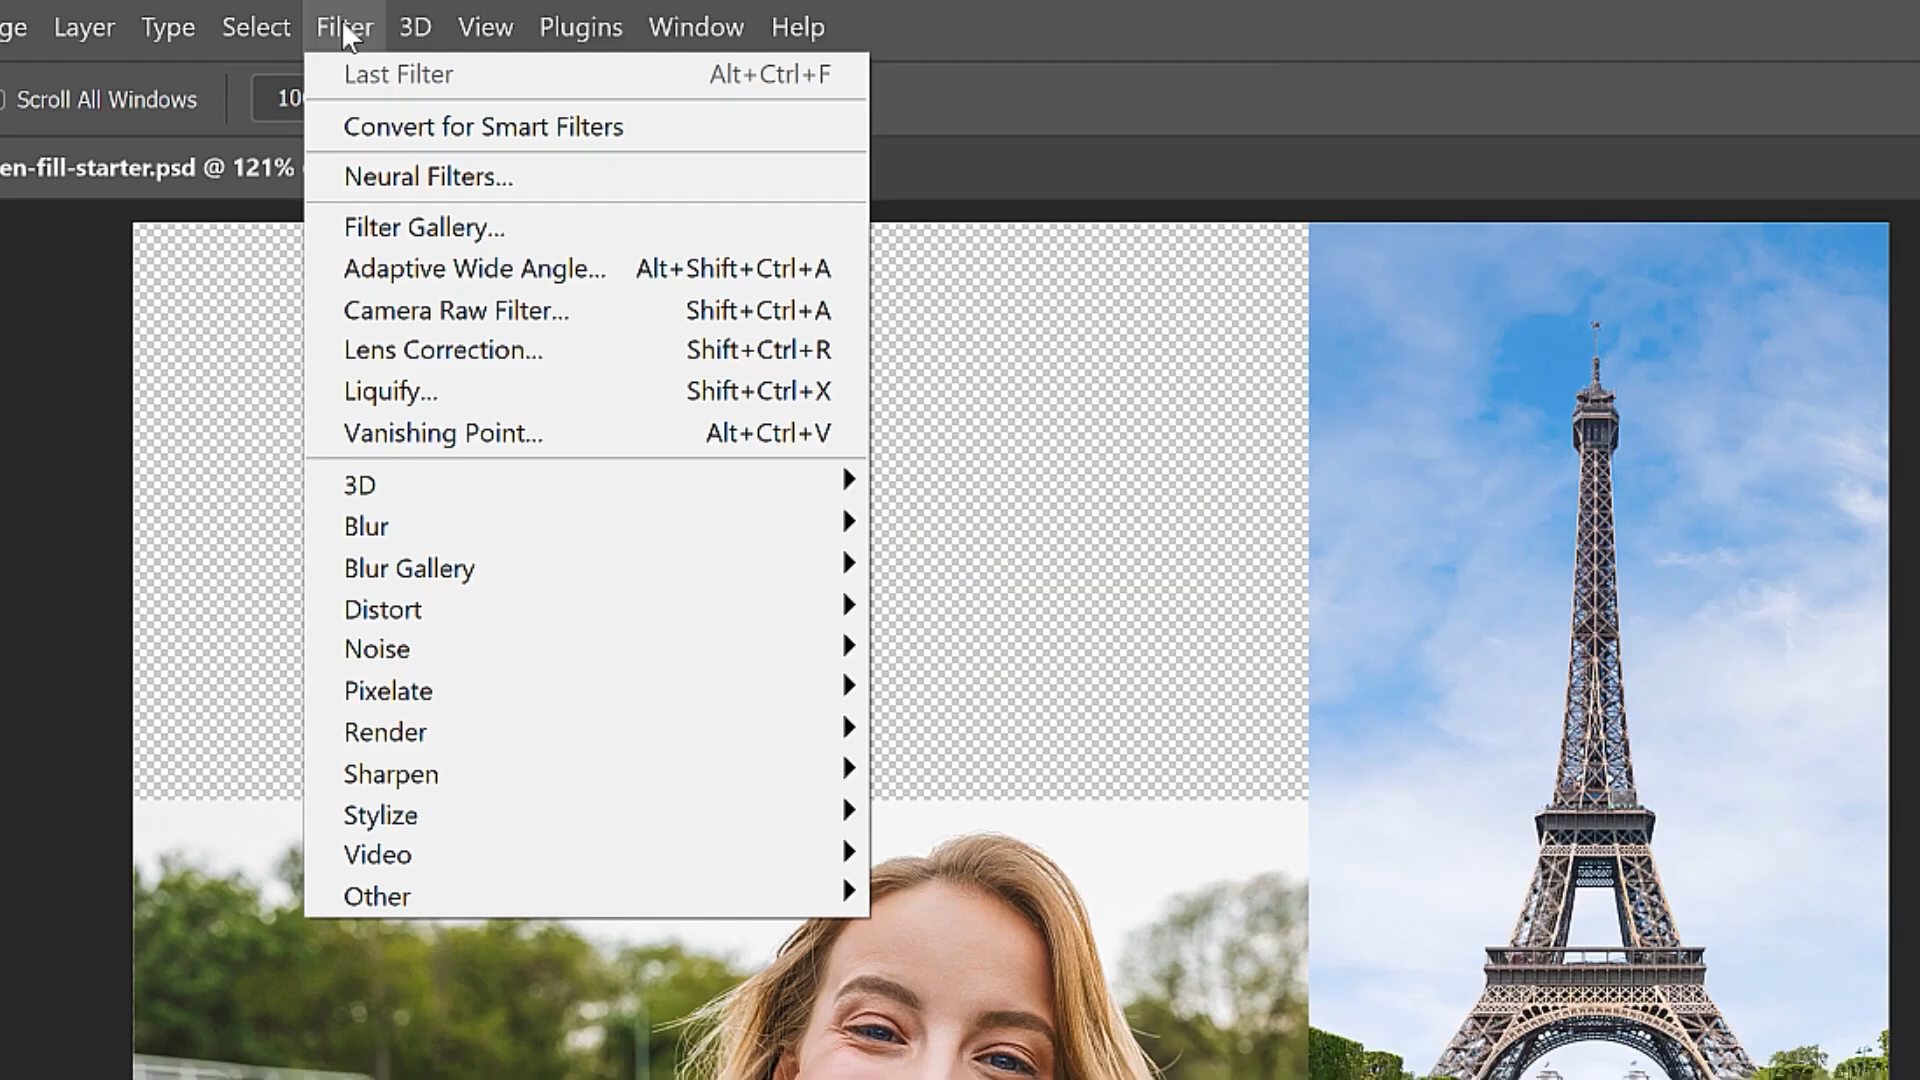 ge Layer Type Select Filter 3D View Plugins Window Help
Scroll All Windows 10
en-fill-starter.psd @ 121%
Last Filter Alt+Ctrl+F
Convert for Smart Filters
Neural Filters...
Filter Gallery...
Adaptive Wide Angle... Alt+Shift+Ctrl+A
Camera Raw Filter... Shift+Ctrl+A
Lens Correction... Shift+Ctrl+R
Liquify... Shift+Ctrl+X
Vanishing Point... Alt+Ctrl+V
3D
Blur
Blur Gallery
Distort
Noise
Pixelate
Render
Sharpen
Stylize
Video
Other